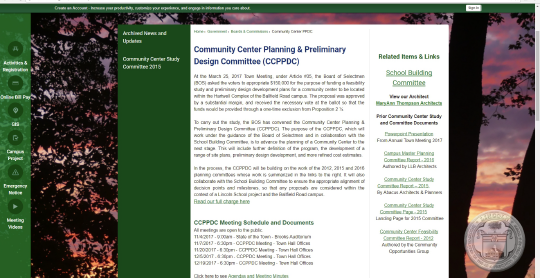 Create an Account - Increase your productivity, customize your experience, and engage in information you care about.
Sign In
Activities & Registration
Online Bill Pay
GIS
Campus Project
Emergency Notice
Meeting Videos
Archived News and Updates
Community Center Study Committee 2015
Home › Government › Boards & Commissions › Community Center PPDC
Community Center Planning & Preliminary
Design Committee (CCPPDC)
At the March 25, 2017 Town Meeting, under Article #35, the Board of Selectmen
(BOS) asked the voters to appropriate $150,000 for the purpose of funding a feasibility
study and preliminary design development plans for a community center to be located
within the Hartwell Complex of the Ballfield Road campus. The proposal was approved
by a substantial margin, and received the necessary vote at the ballot so that the
funds would be provided through a one-time exclusion from Proposition 2 ½.
To carry out the study, the BOS has convened the Community Center Planning &
Preliminary Design Committee (CCPPDC). The purpose of the CCPPDC, which will
work under the guidance of the Board of Selectmen and in collaboration with the
School Building Committee, is to advance the planning of a Community Center to the
next stage. This will include further definition of the program, the development of a
range of site plans, preliminary design development, and more refined cost estimates.
In the process, the CCPPDC will be building on the work of the 2012, 2015 and 2016
planning committees whose work is summarized in the links to the right. It will also
collaborate with the School Building Committee to ensure the appropriate alignment of
decision points and milestones, so that any proposals are considered within the
context of a Lincoln School project and the Ballfield Road campus.
Read our full charge here
CCPPDC Meeting Schedule and Documents
All meetings are open to the public.
11/4/2017 - 9:00am - State of the Town - Brooks Auditorium
11/7/2017 - 6:30pm - CCPPDC Meeting - Town Hall Offices
11/20/2017 - 6:30pm - CCPPDC Meeting - Town Hall Offices
12/5/2017 - 6:30pm - CCPPDC Meeting - Town Hall Offices
12/19/2017 - 6:30pm - CCPPDC Meeting - Town Hall Offices
Click here to see Agendas and Meeting Minutes
Related Items & Links
School Building
Committee
View our Architect
MaryAnn Thompson Architects
Prior Community Center Study
and Committee Documents
Powerpoint Presentation
From Annual Town Meeting 2017
Campus Master Planning
Committee Report - 2016
Authored by LLB Architects
Community Center Study
Committee Report – 2015
By Abacus Architects & Planners
Community Center Study
Committee Page - 2015
Landing Page for 2015 Committee
Community Center Feasibility
Committee Report - 2012
Authored by the Community
Opportunities Group